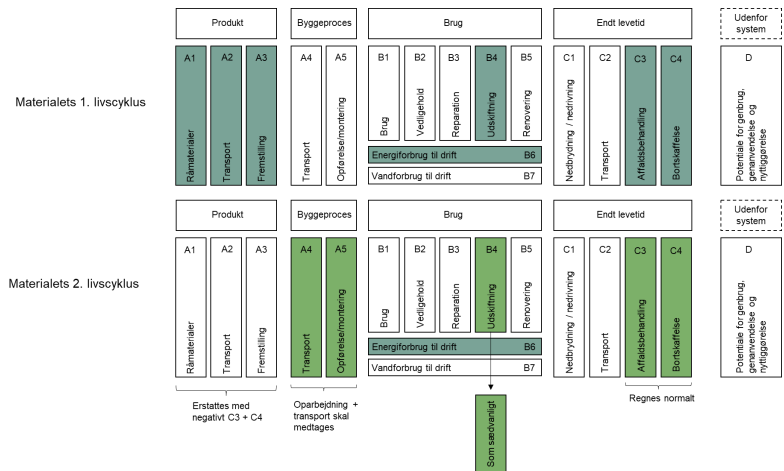 Produkt
Byggeproces
Brug
Endt levetid
Udenfor
system
Materialets 1. livscyklus
A1
Råmaterialer
A2
Transport
A3
Fremstilling
A4
Transport
A5
Opførelse/montering
B1
Brug
B2
Vedligehold
B3
Reparation
B4
Udskiftning
B5
Renovering
Energiforbrug til drift B6
Vandforbrug til drift B7
C1
Nedbrydning / nedrivning
C2
Transport
C3
Affaldsbehandling
C4
Bortskaffelse
D
Potentiale for genbrug,
genanvendelse og
nyttiggørelse
Produkt
Byggeproces
Brug
Endt levetid
Udenfor
system
Materialets 2. livscyklus
A1
Råmaterialer
A2
Transport
A3
Fremstilling
A4
Transport
A5
Opførelse/montering
B1
Brug
B2
Vedligehold
B3
Reparation
B4
Udskiftning
B5
Renovering
Energiforbrug til drift B6
Vandforbrug til drift B7
C1
Nedbrydning / nedrivning
C2
Transport
C3
Affaldsbehandling
C4
Bortskaffelse
D
Potentiale for genbrug,
genanvendelse og
nyttiggørelse
Erstattes med
negativt C3 + C4
Oparbejdning +
transport skal
medtages
Som sædvanligt
Regnes normalt